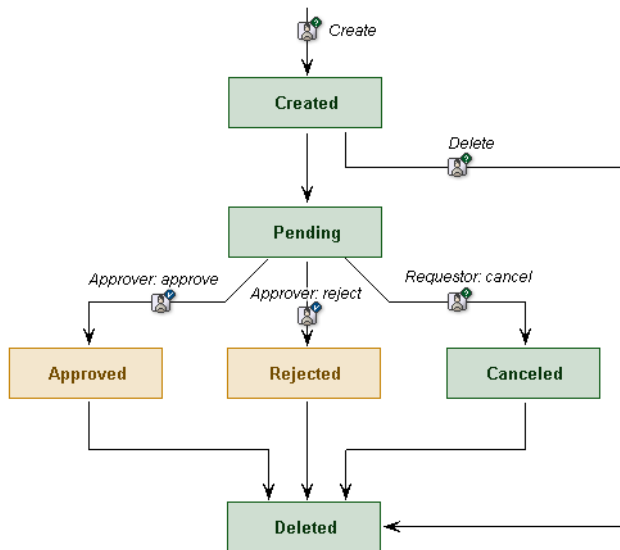 Create
Created
Delete
Pending
Approver: approve
Approver: reject
Requestor: cancel
Approved
Rejected
Canceled
Deleted